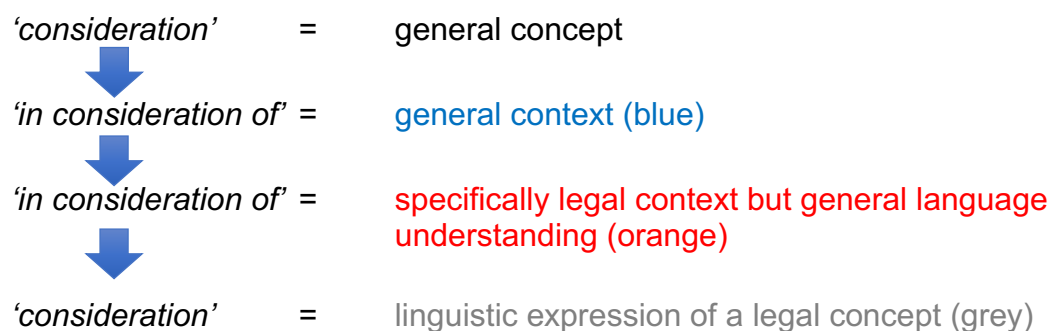 ‘consideration’ = general concept
‘in consideration of’ = general context (blue)
‘in consideration of’ = specifically legal context but general language
understanding (orange)
‘consideration’ = linguistic expression of a legal concept (grey)